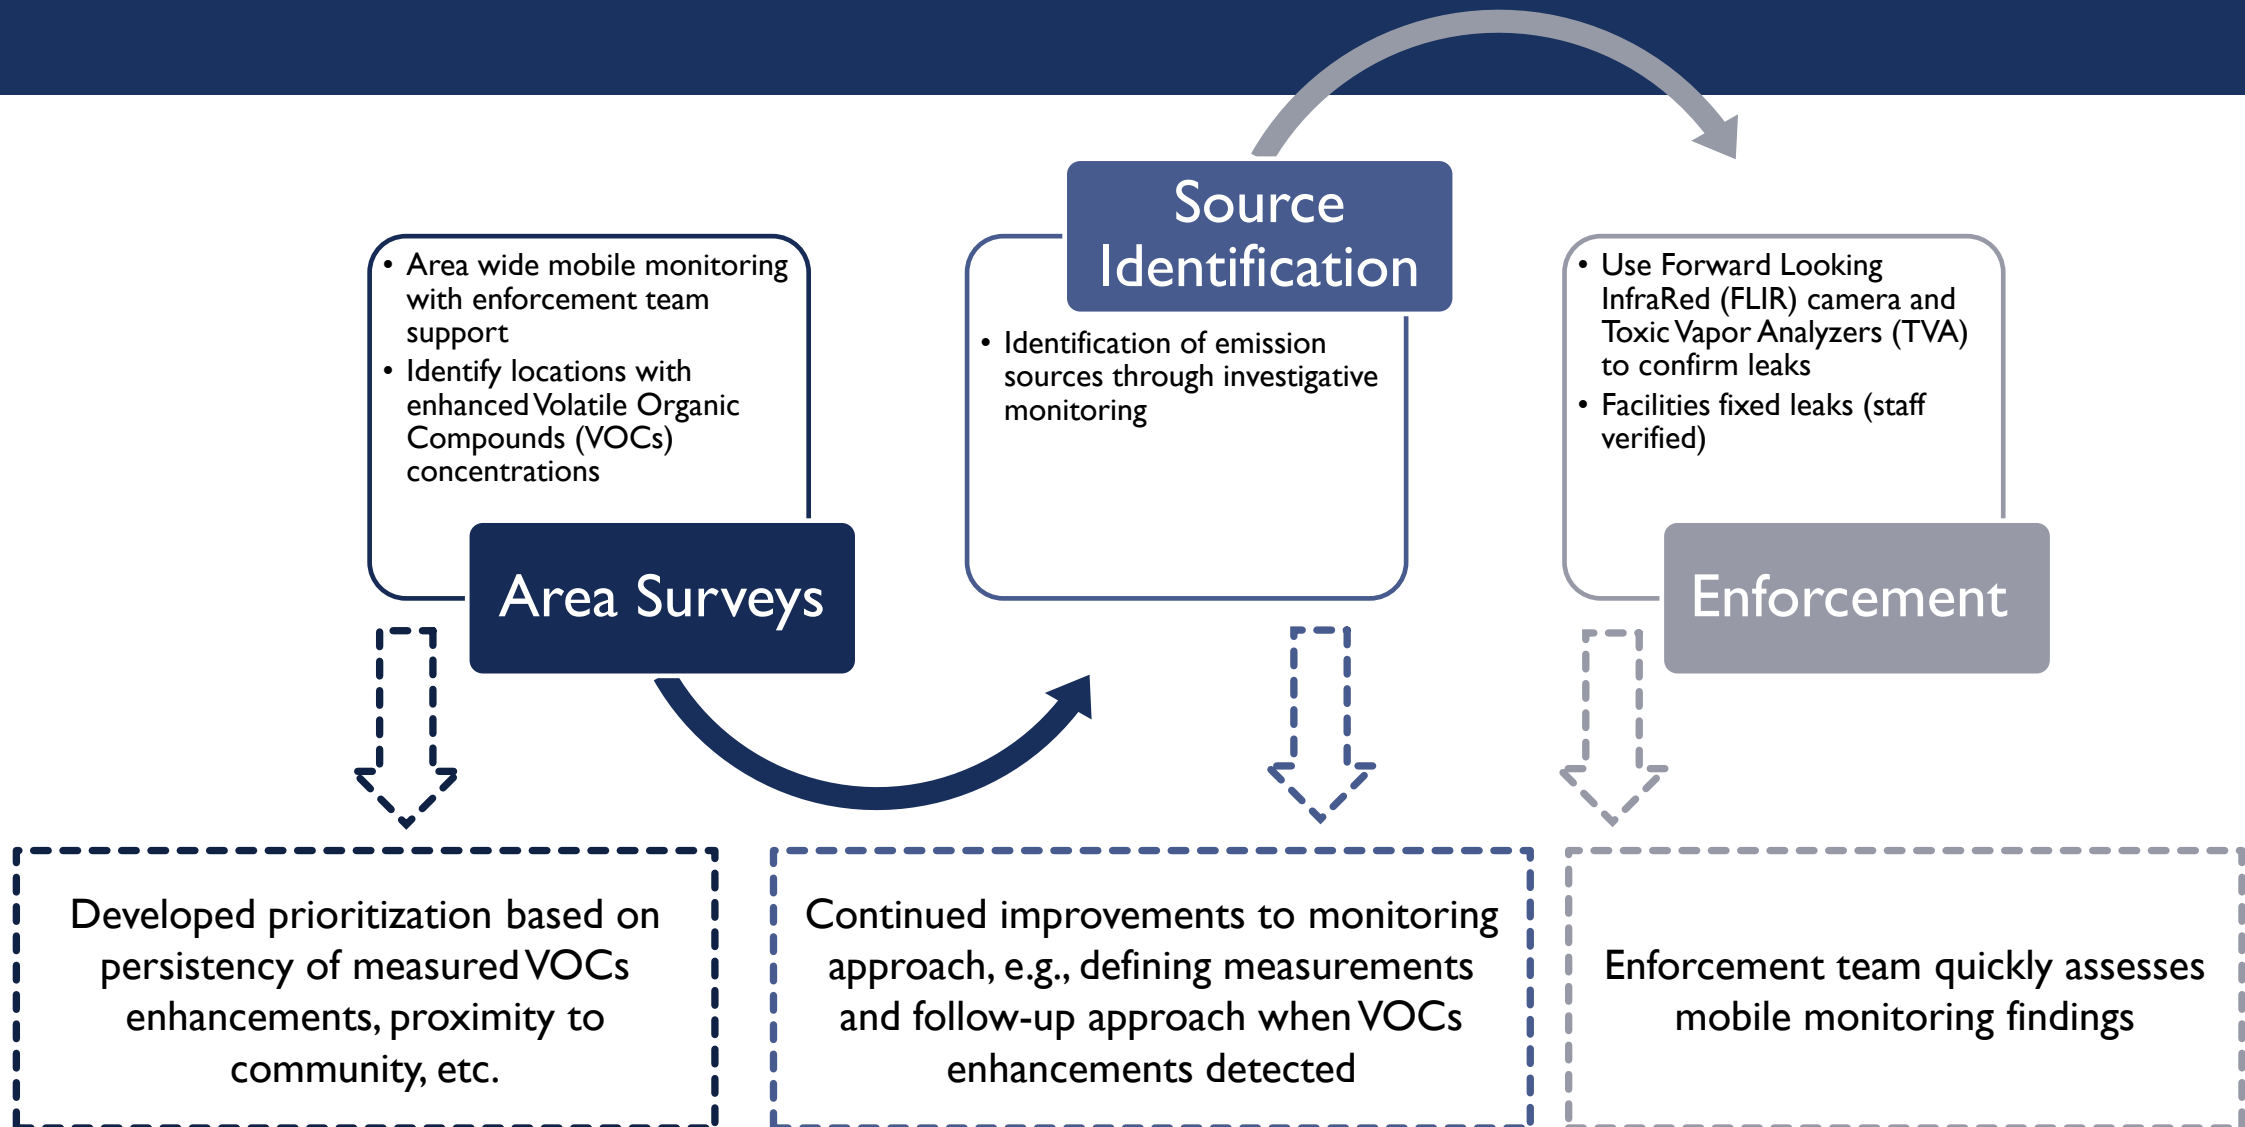 • Area wide mobile monitoring
with enforcement team
support
• Identify locations with
enhanced Volatile Organic
Compounds (VOCs)
concentrations
Area Surveys
Source
Identification
• Identification of emission
sources through investigative
monitoring
• Use Forward Looking
InfraRed (FLIR) camera and
Toxic Vapor Analyzers (TVA)
to confirm leaks
• Facilities fixed leaks (staff
verified)
Enforcement
Developed prioritization based on
persistency of measured VOCs
enhancements, proximity to
community, etc.
Continued improvements to monitoring
approach, e.g., defining measurements
and follow-up approach when VOCs
enhancements detected
Enforcement team quickly assesses
mobile monitoring findings